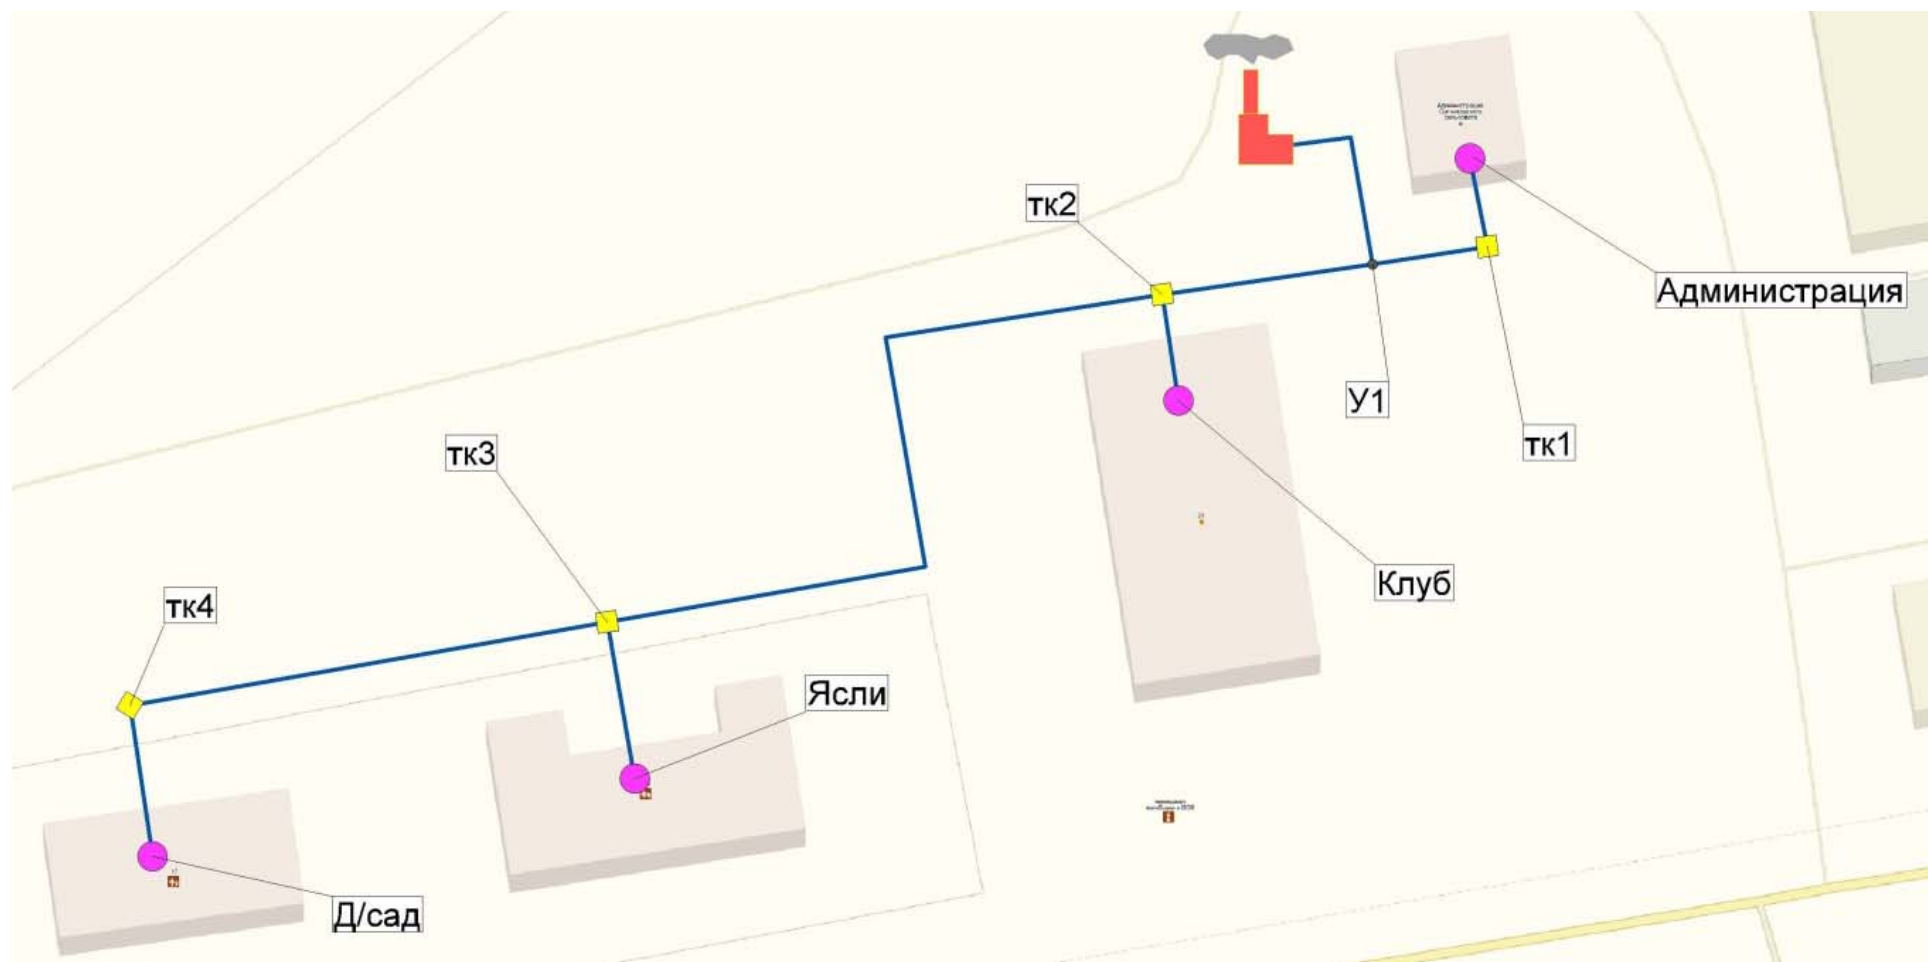 тк2
Администрация
У1
тк1
тк3
Клуб
тк4
Ясли
Д/сад